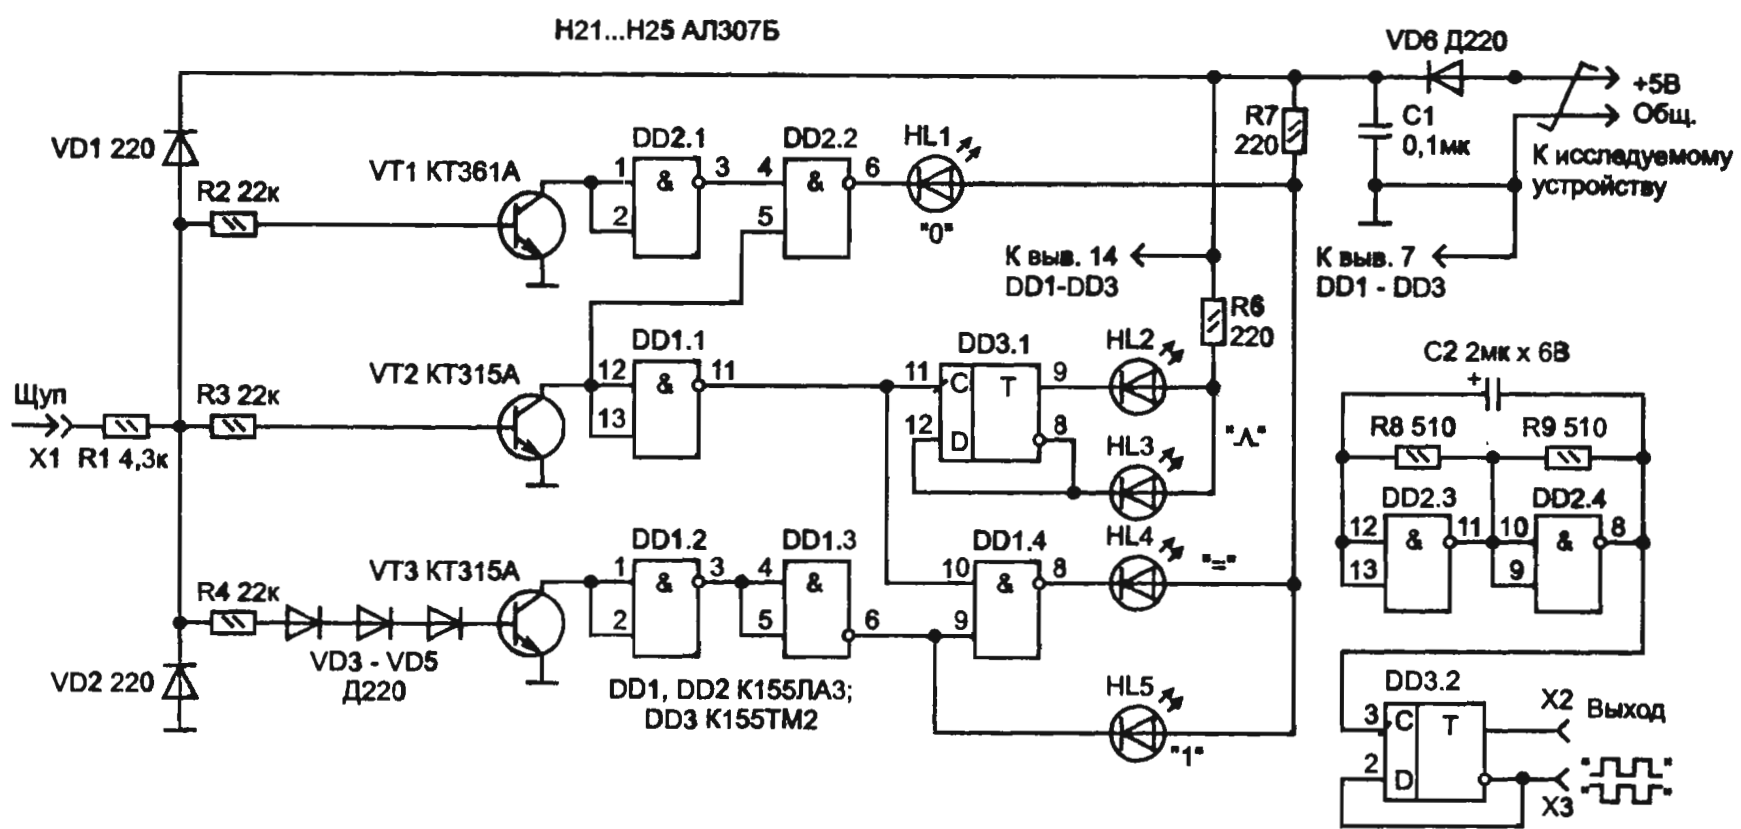 Н21...Н25 АЛ307Б
VD6 Д220
+5В
Общ.
К исследуемому
устройству
C1
0,1мк
R7
220
VD1 220
R2 22к
VT1 КТ361А
DD2.1
&
1
2
3
DD2.2
&
4
5
6
HL1
"0"
К выв. 14
DD1-DD3
К выв. 7
DD1 - DD3
R6
220
Щуп
X1
R1 4,3к
R3 22к
VT2 КТ315А
DD1.1
&
12
13
11
DD3.1
C
T
D
11
12
9
8
HL2
HL3
"Л"
R4 22к
VD3 - VD5
Д220
VT3 КТ315А
VD2 220
DD1.2
&
1
2
3
DD1.3
&
4
5
6
DD1.4
&
10
9
8
HL4
"="
HL5
"1"
DD1, DD2 К155ЛА3;
DD3 К155ТМ2
C2 2мк х 6В
+
R8 510
R9 510
DD2.3
&
12
13
11
DD2.4
&
10
9
8
DD3.2
C
T
D
3
2
X2
Выход
X3